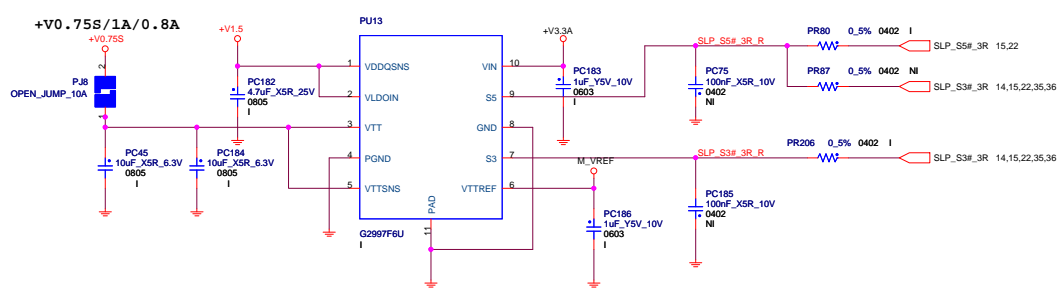 +V0.75S/1A/0.8A
+V0.75S
2
PJ8
OPEN_JUMP_10A
1
PC45
10uF_X5R_6.3V
0805
I
PC184
10uF_X5R_6.3V
0805
I
+V1.5
PC182
4.7uF_X5R_25V
0805
I
PU13
1 VDDQSNS
2 VLDOIN
3 VTT
4 PGND
5 VTTSNS
VIN 10
S5 9
GND 8
S3 7
VTTREF 6
PAD
11
G2997F6U
I
+V3.3A
PC183
1uF_Y5V_10V
0603
I
M_VREF
PC186
1uF_Y5V_10V
0603
I
SLP_S5#_3R_R
PC75
100nF_X5R_10V
0402
NI
SLP_S3#_3R_R
PC185
100nF_X5R_10V
0402
NI
PR80 0_5% 0402 I
SLP_S5#_3R 15,22
PR87 0_5% 0402 NI
SLP_S3#_3R 14,15,22,35,36
PR206 0_5% 0402 I
SLP_S3#_3R 14,15,22,35,36